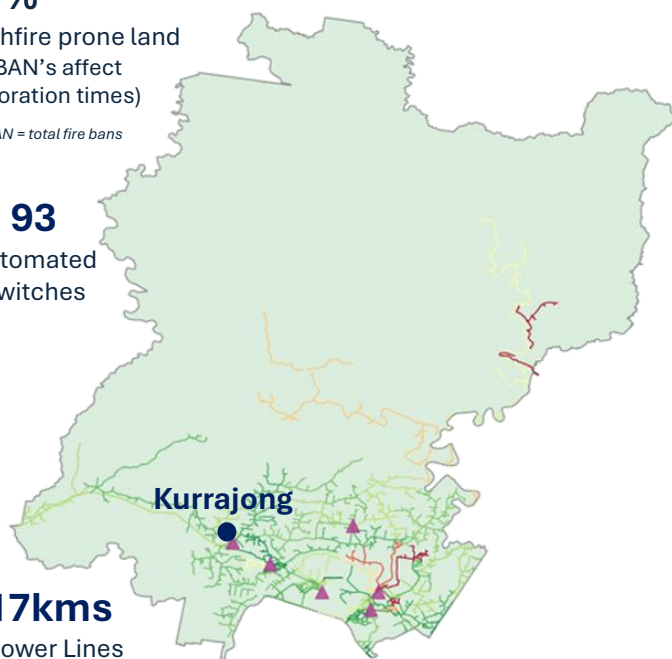 %
hfire prone land
BAN's affect
oration times)
AN = total fire bans
93
tomated
witches
Kurrajong
17kms
ower Lines